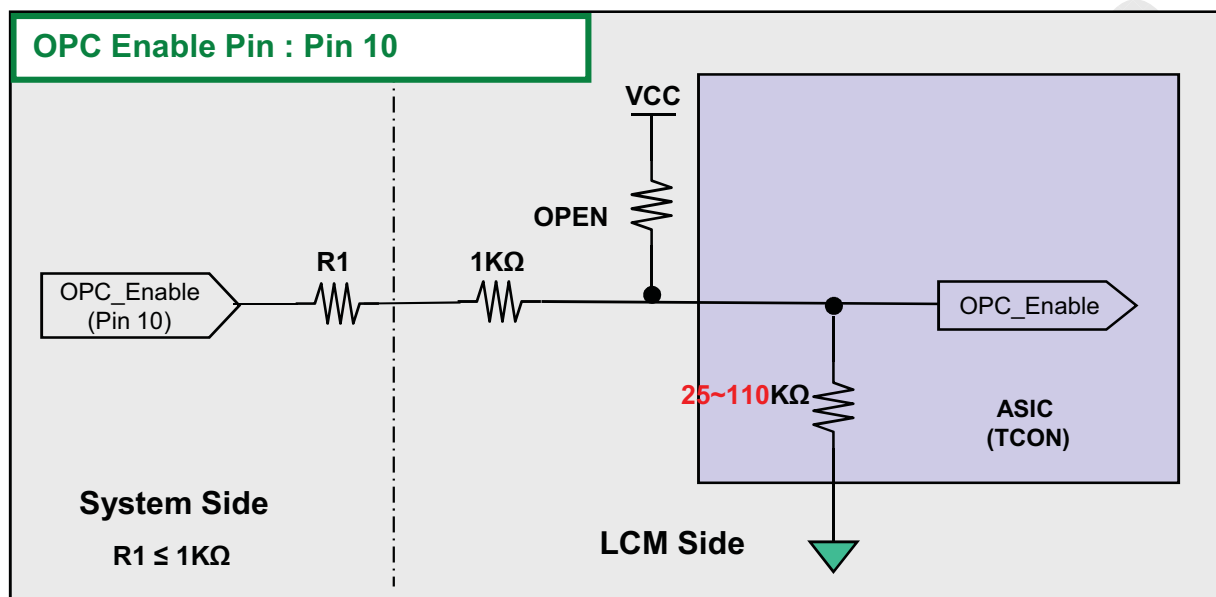 OPC Enable Pin : Pin 10
VCC
OPEN
R1
1KΩ
OPC_Enable
(Pin 10)
OPC_Enable
25~110KΩ
ASIC
(TCON)
System Side
R1 ≤ 1KΩ
LCM Side